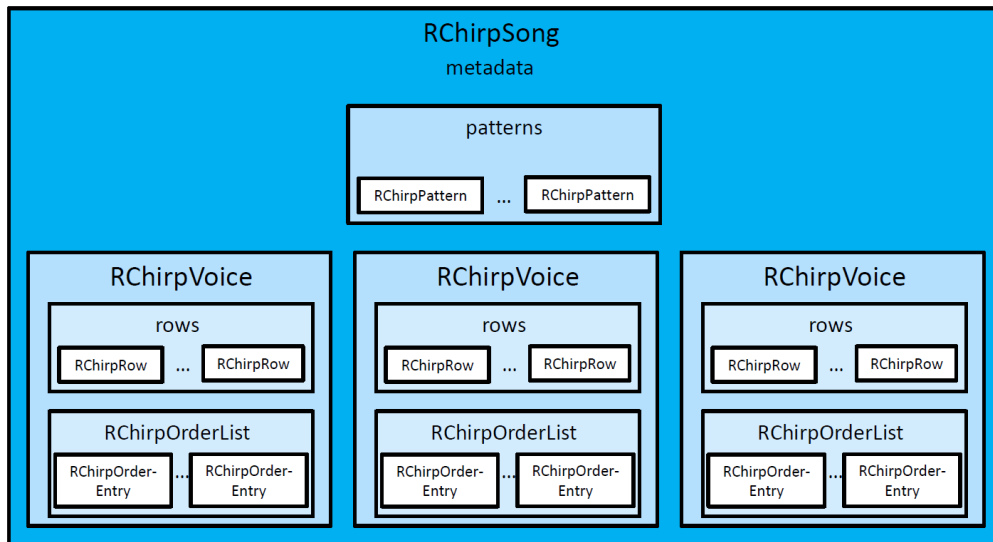 RChirpSong
metadata
patterns
RChirpPattern ... RChirpPattern
RChirpVoice RChirpVoice RChirpVoice
rows rows rows
RChirpRow ... RChirpRow RChirpRow ... RChirpRow RChirpRow ... RChirpRow
RChirpOrderList RChirpOrderList RChirpOrderList
RChirpOrder- ... RChirpOrder- RChirpOrder- ... RChirpOrder- RChirpOrder- ... RChirpOrder-
Entry Entry Entry Entry Entry Entry